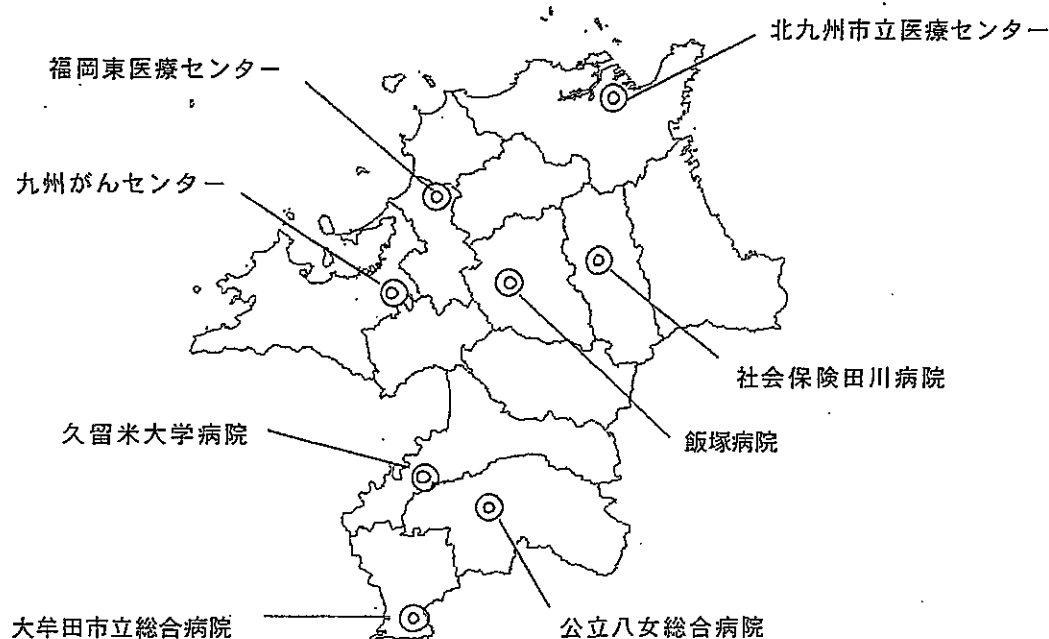 北九州市立医療センター
福岡東医療センター
九州がんセンター
社会保険田川病院
久留米大学病院
飯塚病院
大牟田市立総合病院
公立八女総合病院